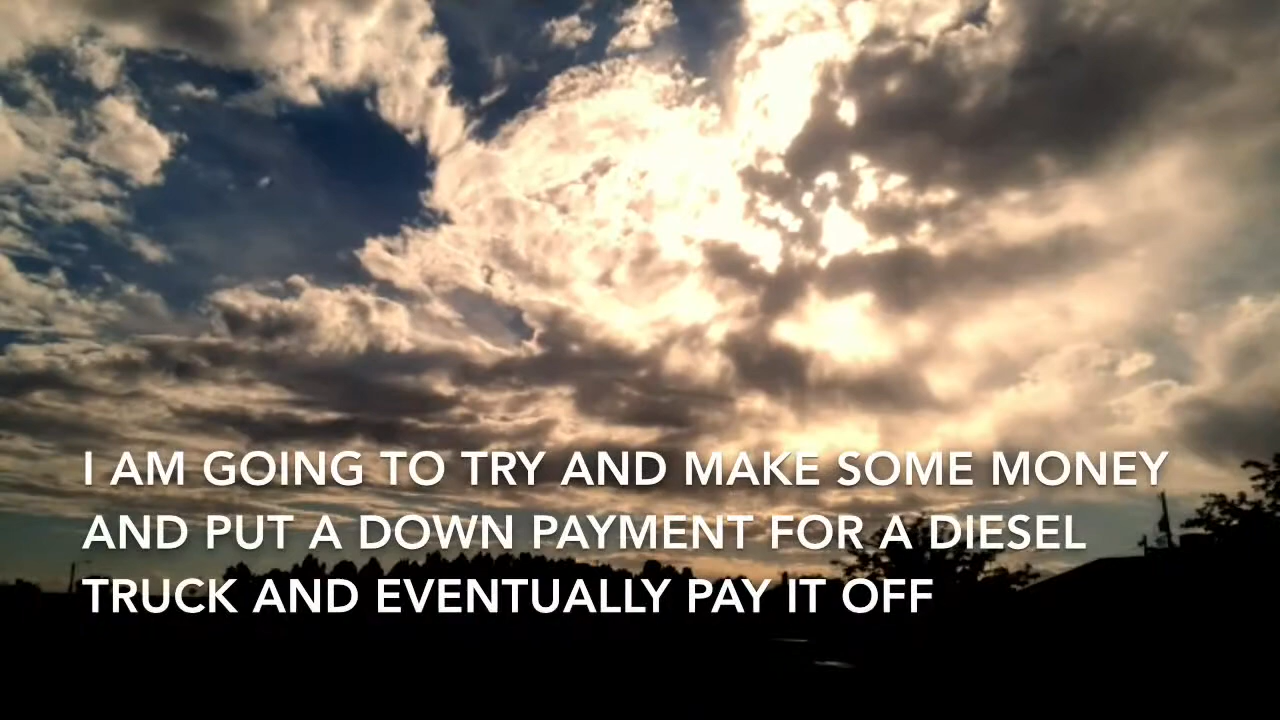 I AM GOING TO TRY AND MAKE SOME MONEY
AND PUT A DOWN PAYMENT FOR A DIESEL
TRUCK AND EVENTUALLY PAY IT OFF